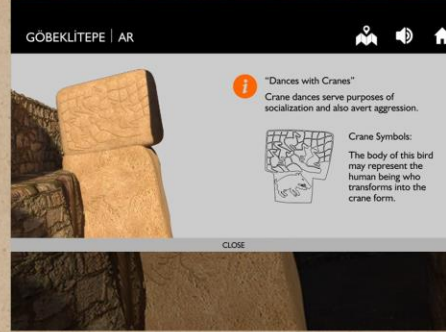 GÖBEKLİTEPE | AR
"Dances with Cranes"
Crane dances serve purposes of
socialization and also avert aggression.
Crane Symbols:
The body of this bird
may represent the
human being who
transforms into the
crane form.
CLOSE